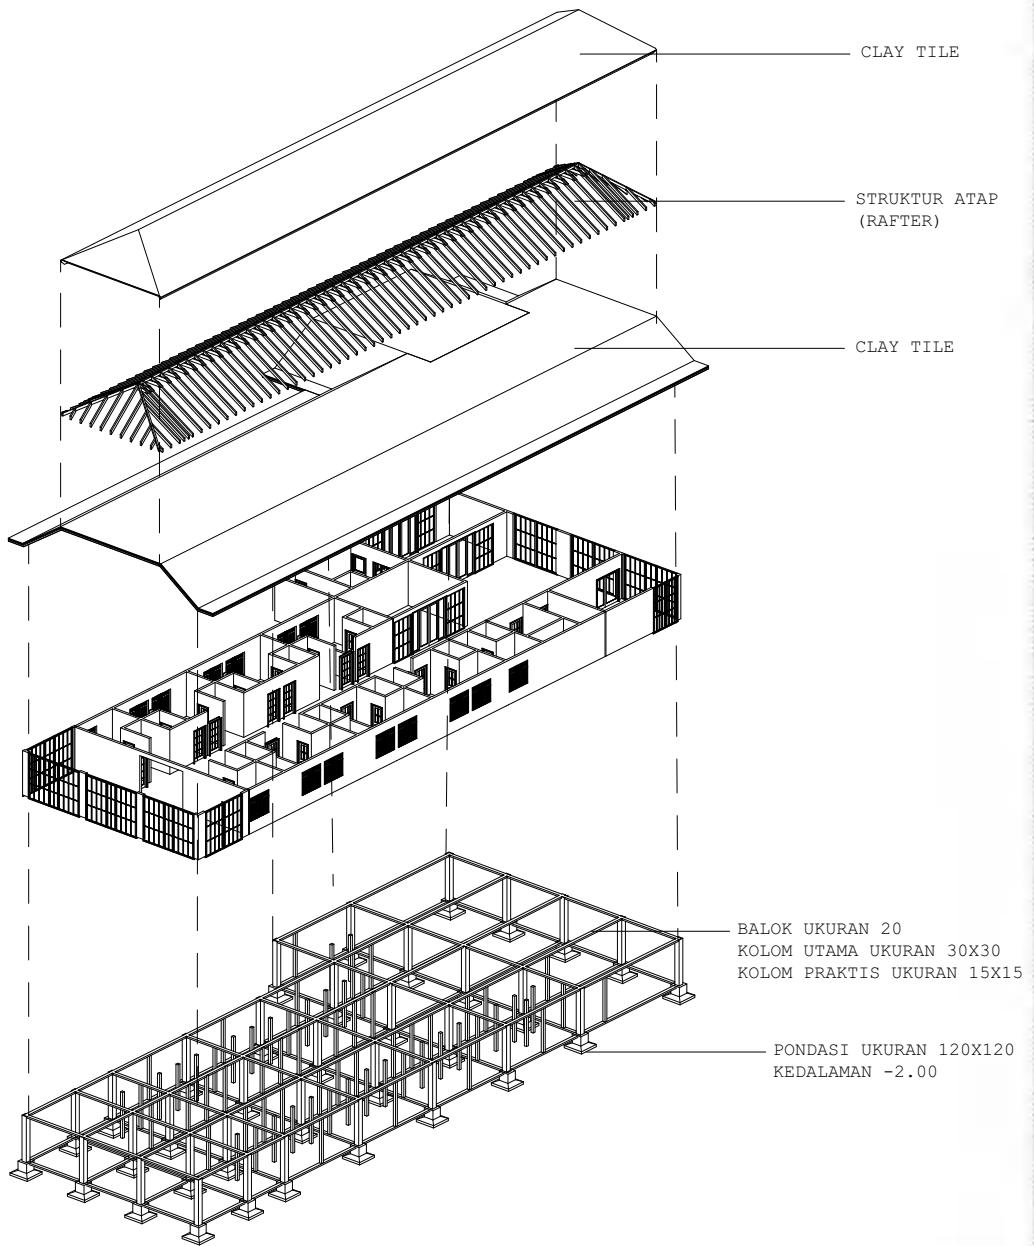 CLAY TILE
STRUKTUR ATAP
(RAFTER)
CLAY TILE
BALOK UKURAN 20
KOLOM UTAMA UKURAN 30X30
KOLOM PRAKTIS UKURAN 15X15
PONDASI UKURAN 120X120
KEDALAMAN -2.00